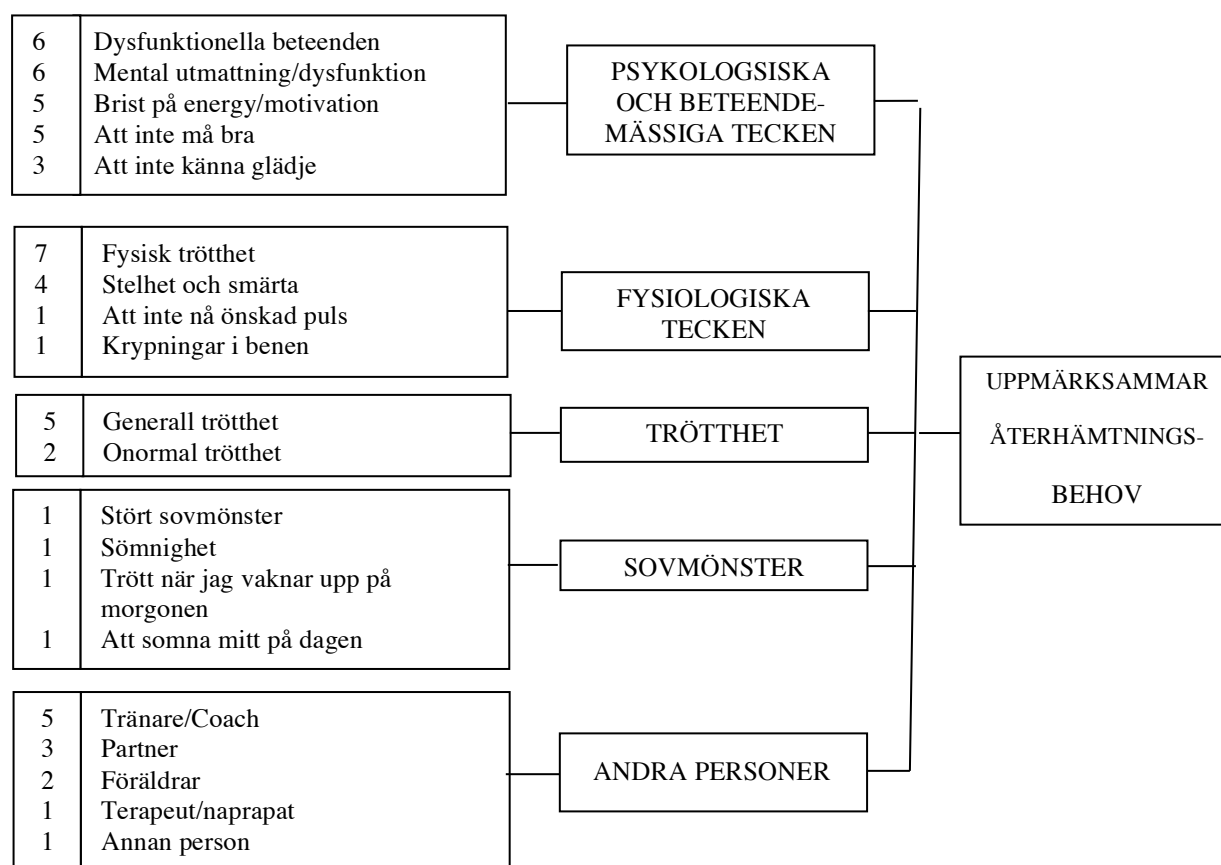 6 Dysfunktionella beteenden
6 Mental utmattning/dysfunktion
5 Brist på energy/motivation
5 Att inte må bra
3 Att inte känna glädje
PSYKOLOGSISKA
OCH BETEENDE-
MÄSSIGA TECKEN
7 Fysisk trötthet
4 Stelhet och smärta
1 Att inte nå önskad puls
1 Krypningar i benen
FYSIOLOGISKA
TECKEN
5 Generall trötthet
2 Onormal trötthet
TRÖTTHET
1 Stört sovmönster
1 Sömnighet
1 Trött när jag vaknar upp på
morgonen
1 Att somna mitt på dagen
SOVMÖNSTER
5 Tränare/Coach
3 Partner
2 Föräldrar
1 Terapeut/naprapat
1 Annan person
ANDRA PERSONER
UPPMÄRKSAMMAR
ÅTERHÄMTNINGS-
BEHOV